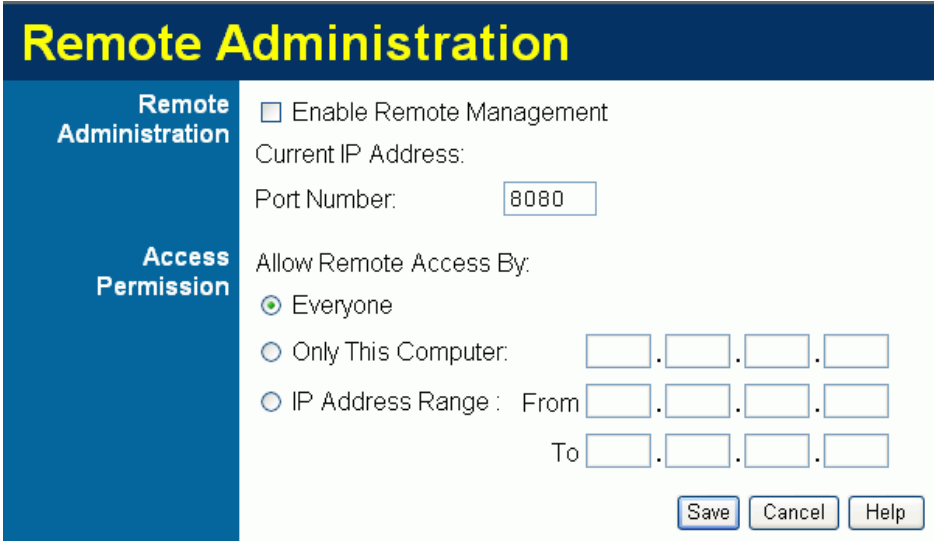 Remote Administration
Remote
Administration
Enable Remote Management
Current IP Address:
Port Number: 8080
Access
Permission
Allow Remote Access By:
Everyone
Only This Computer: . . .
IP Address Range : From . . .
To . . .
Save Cancel Help